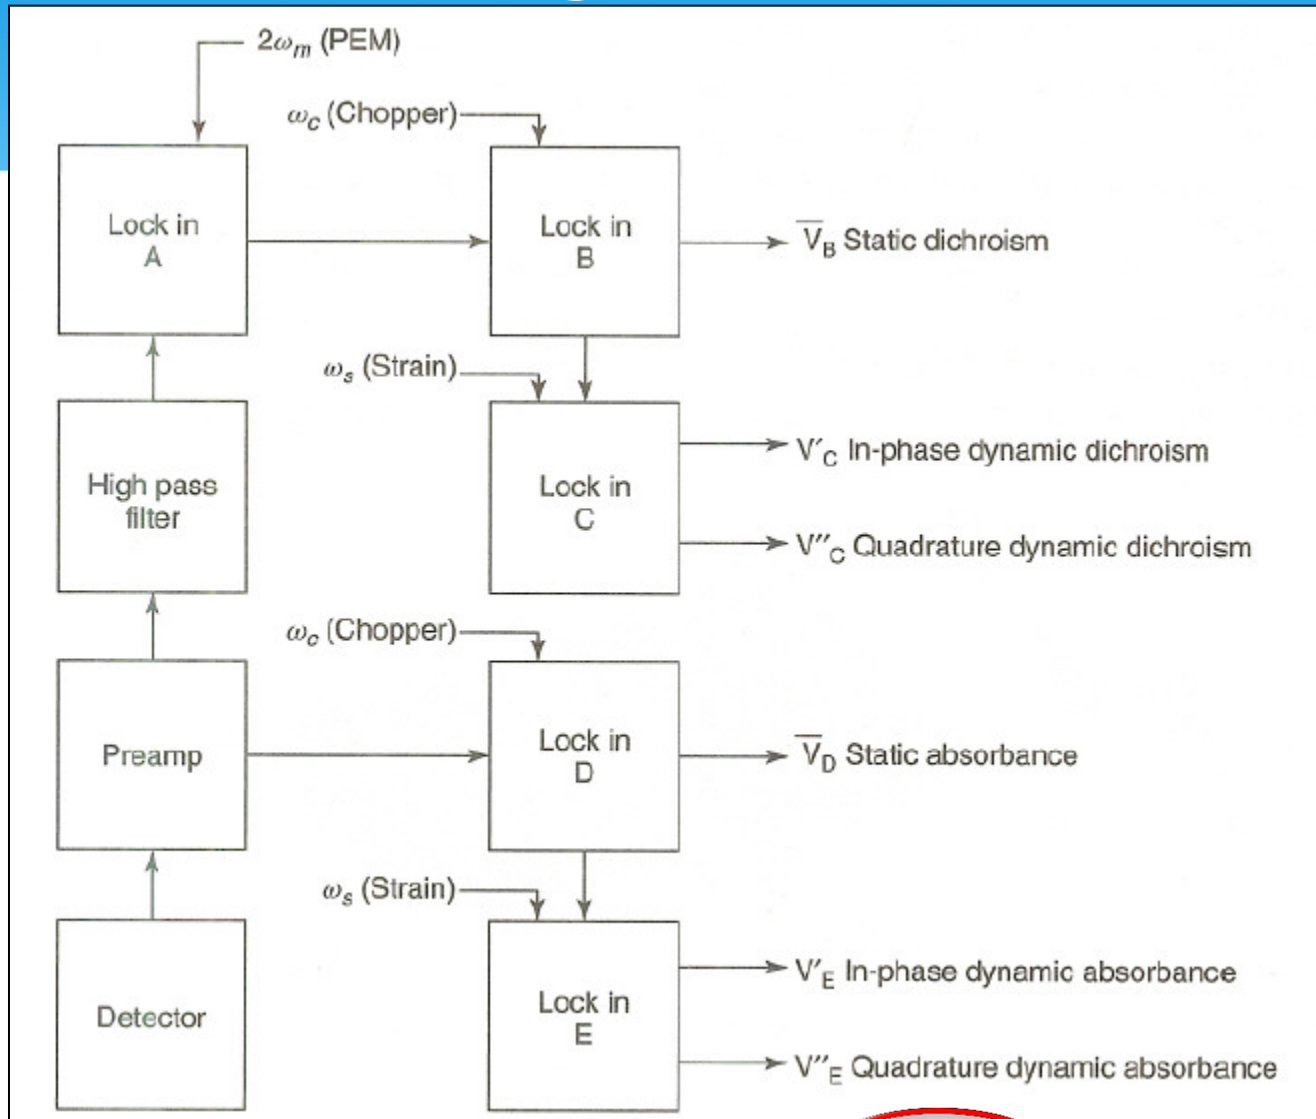 2ωm (PEM)
ωc (Chopper)
Lock in
A
Lock in
B
V̅B Static dichroism
ωs (Strain)
High pass
filter
Lock in
C
V′C In-phase dynamic dichroism
V″C Quadrature dynamic dichroism
ωc (Chopper)
Preamp
Lock in
D
V̅D Static absorbance
ωs (Strain)
Detector
Lock in
E
V′E In-phase dynamic absorbance
V″E Quadrature dynamic absorbance